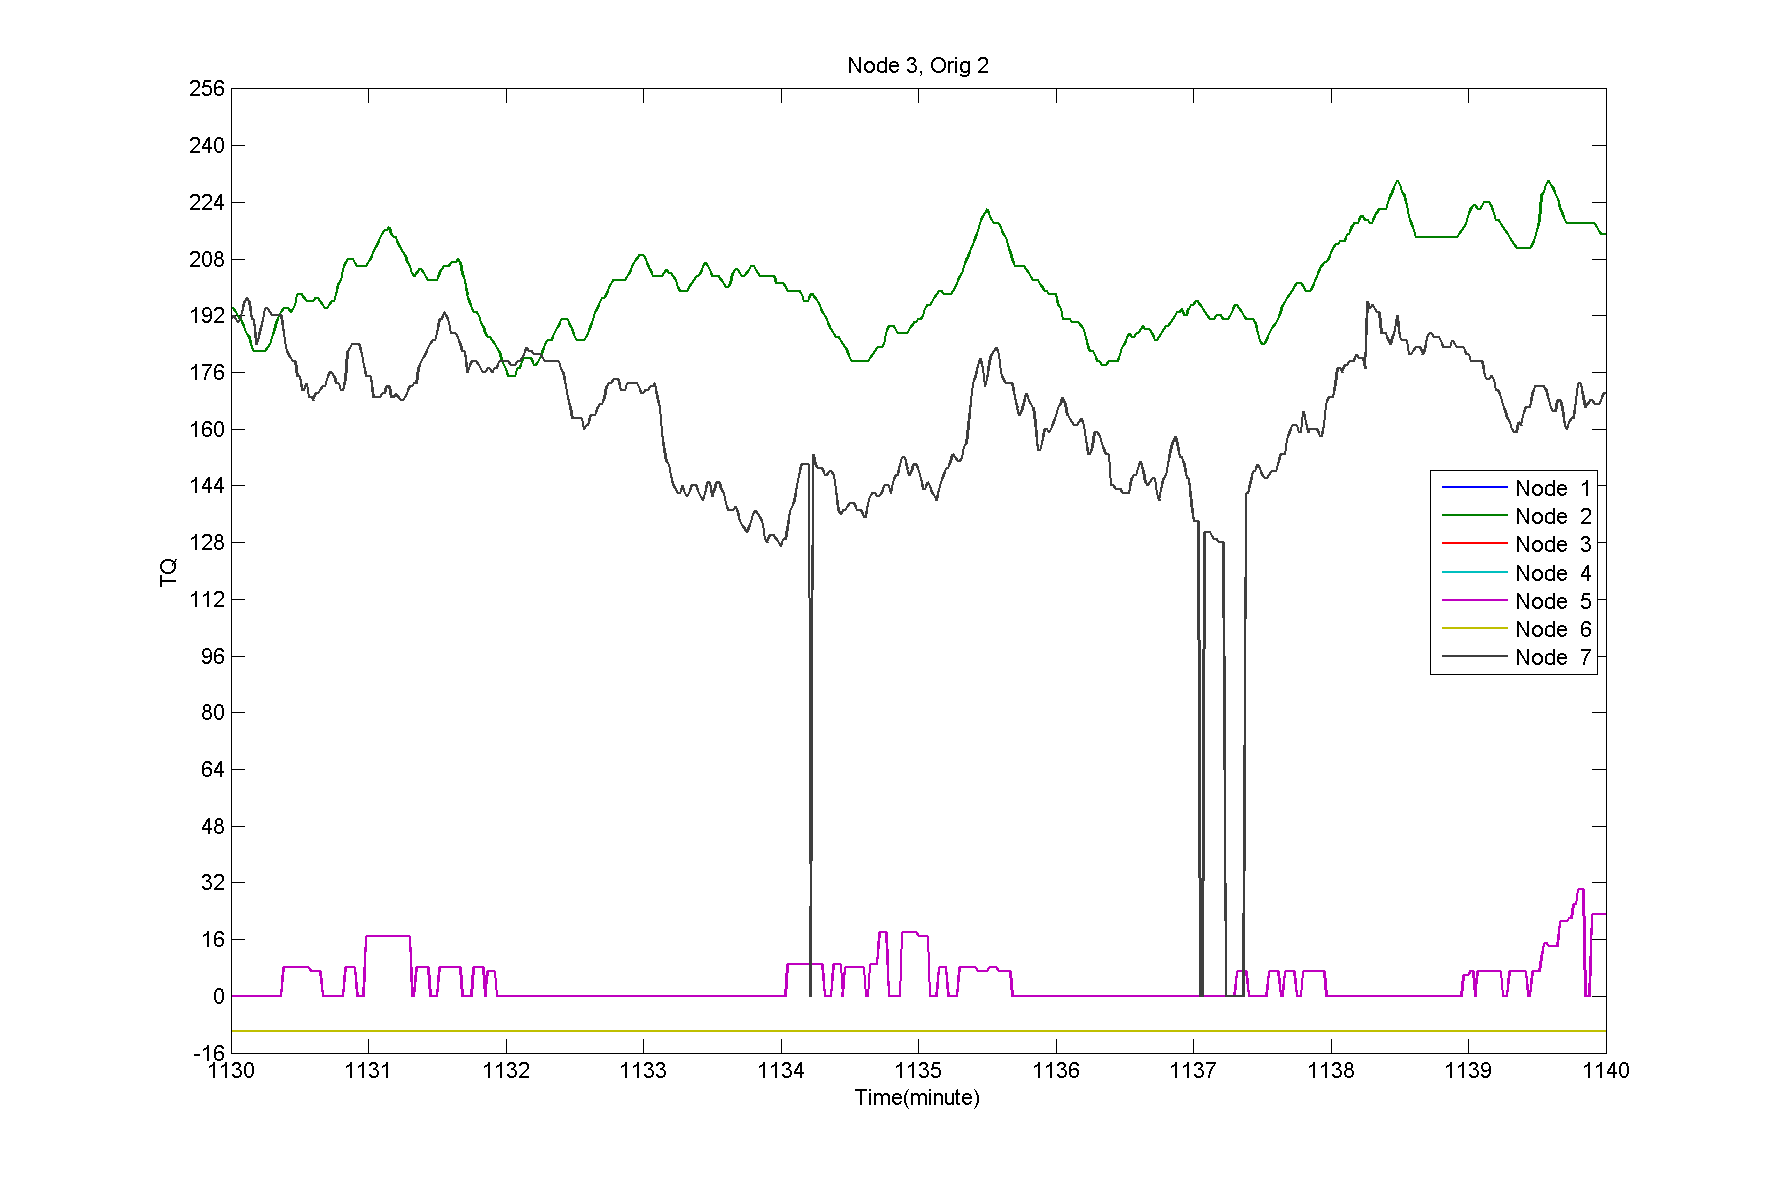 Node 3, Orig 2
256
240
224
208
192
176
160
144
128
112
96
80
64
48
32
16
0
-16
TQ
Node 1
Node 2
Node 3
Node 4
Node 5
Node 6
Node 7
1130 1131 1132 1133 1134 1135 1136 1137 1138 1139 1140
Time(minute)